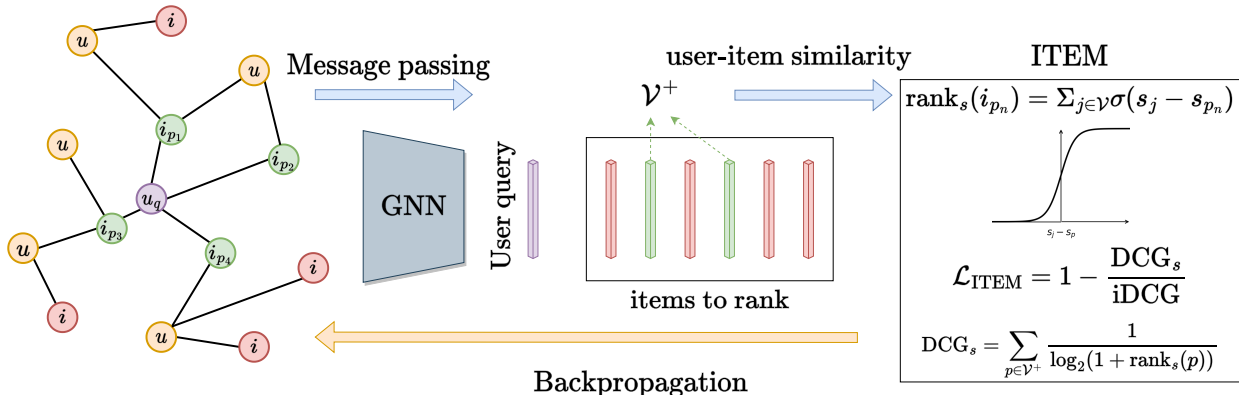 i
u
u
i_{p_1}
u
i_{p_2}
u_q
i_{p_3}
u
i_{p_4}
i
i
u
i
Message passing
GNN
User query
𝒱⁺
items to rank
user-item similarity
Backpropagation
ITEM
rank_s(i_{p_n}) = Σ_{j∈𝒱} σ(s_j − s_{p_n})
s_j − s_p
ℒ_ITEM = 1 − DCG_s / iDCG
DCG_s = ∑_{p∈𝒱⁺} 1 / log_2(1 + rank_s(p))